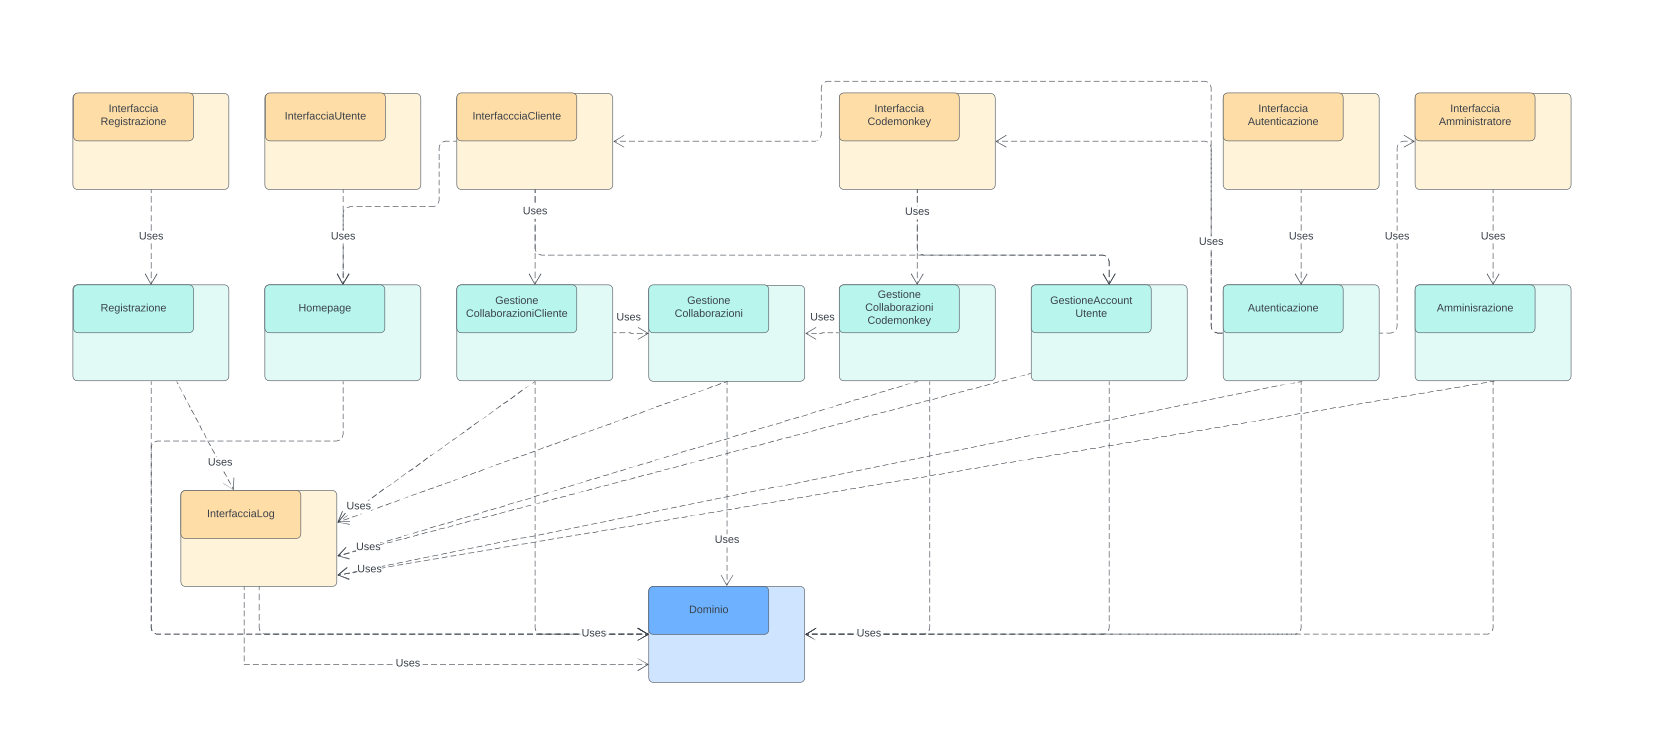 Interfaccia
Registrazione
InterfacciaUtente
InterfaccciaCliente
Interfaccia
Codemonkey
Interfaccia
Autenticazione
Interfaccia
Amministratore
Uses
Uses
Uses
Uses
Uses
Uses
Uses
Uses
Registrazione
Homepage
Gestione
CollaborazioniCliente
Uses
Gestione
Collaborazioni
Uses
Gestione
Collaborazioni
Codemonkey
GestioneAccount
Utente
Autenticazione
Amminisrazione
Uses
InterfacciaLog
Uses
Uses
Uses
Uses
Dominio
Uses
Uses
Uses